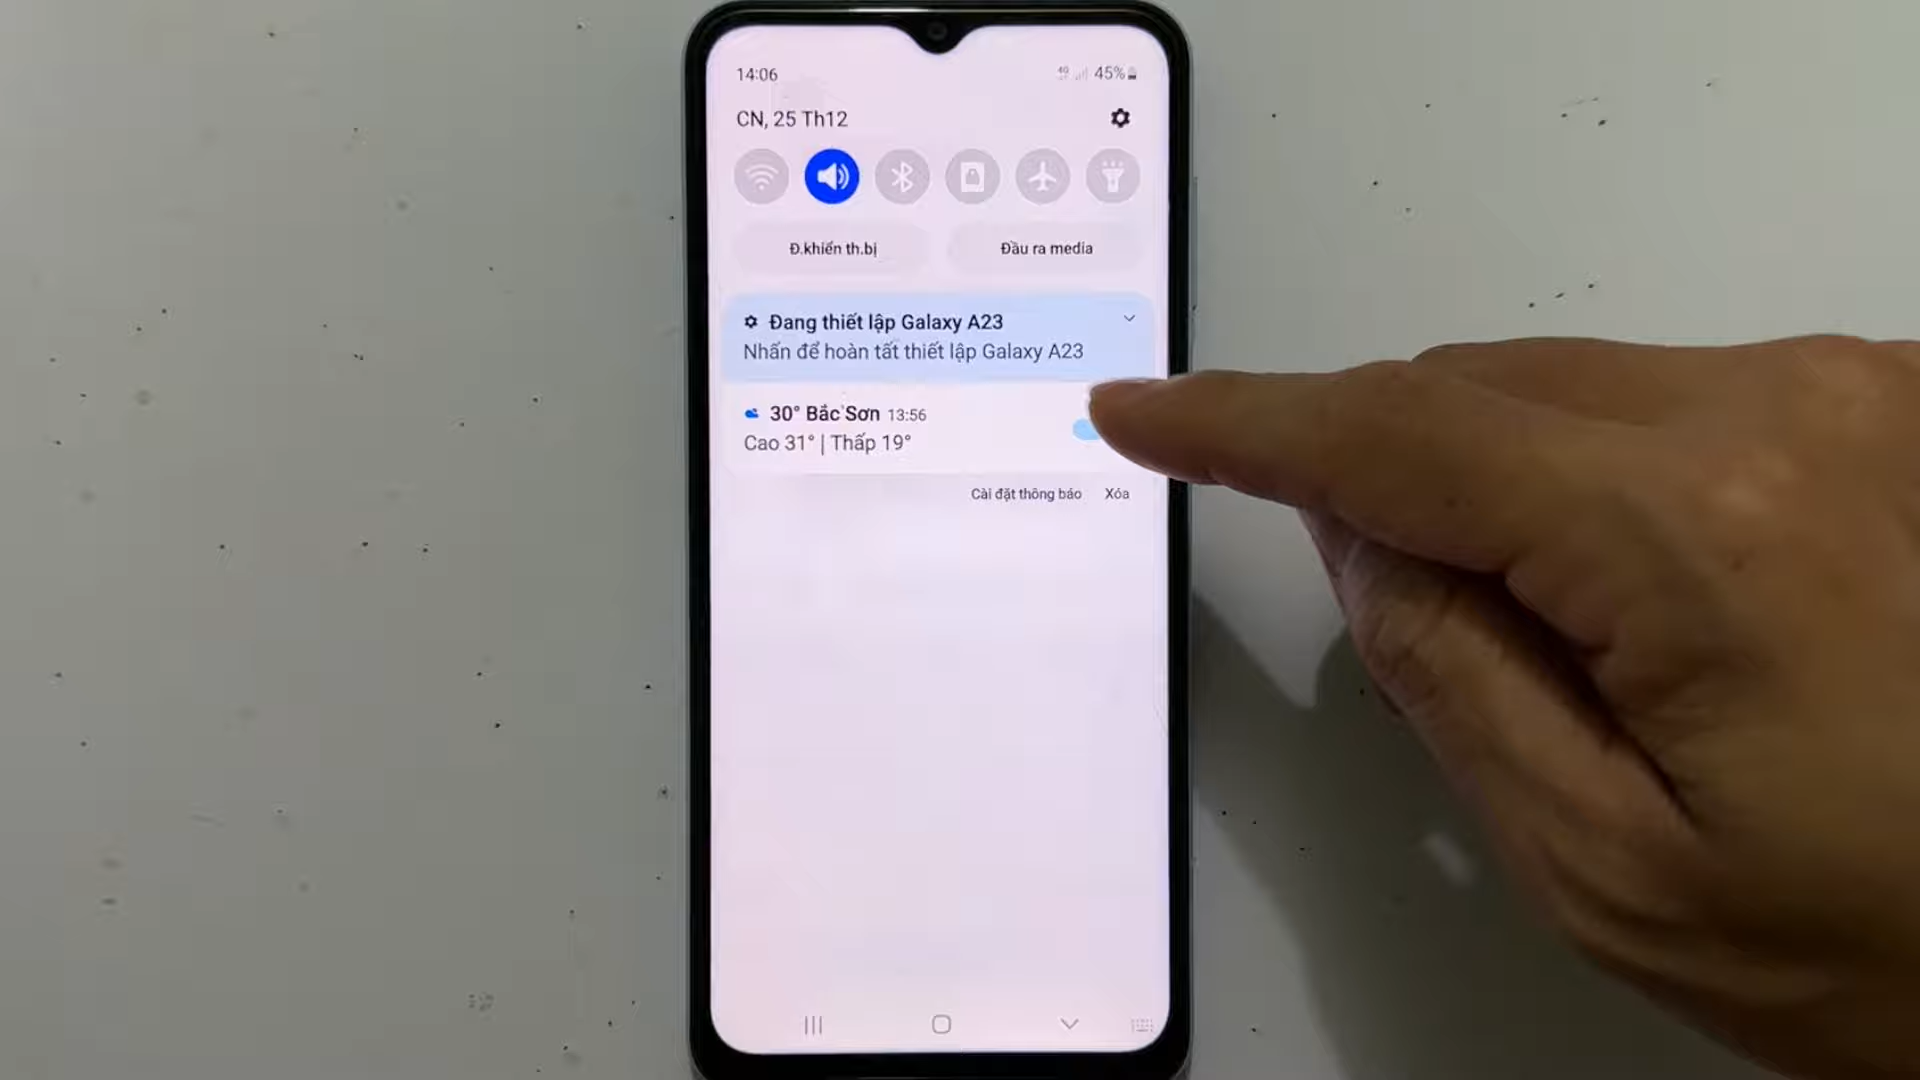 14:06
4G 45%
CN, 25 Th12
Đ.khiển th.bị
Đầu ra media
Đang thiết lập Galaxy A23
Nhấn để hoàn tất thiết lập Galaxy A23
30° Bắc Sơn 13:56
Cao 31° | Thấp 19°
Cài đặt thông báo Xóa